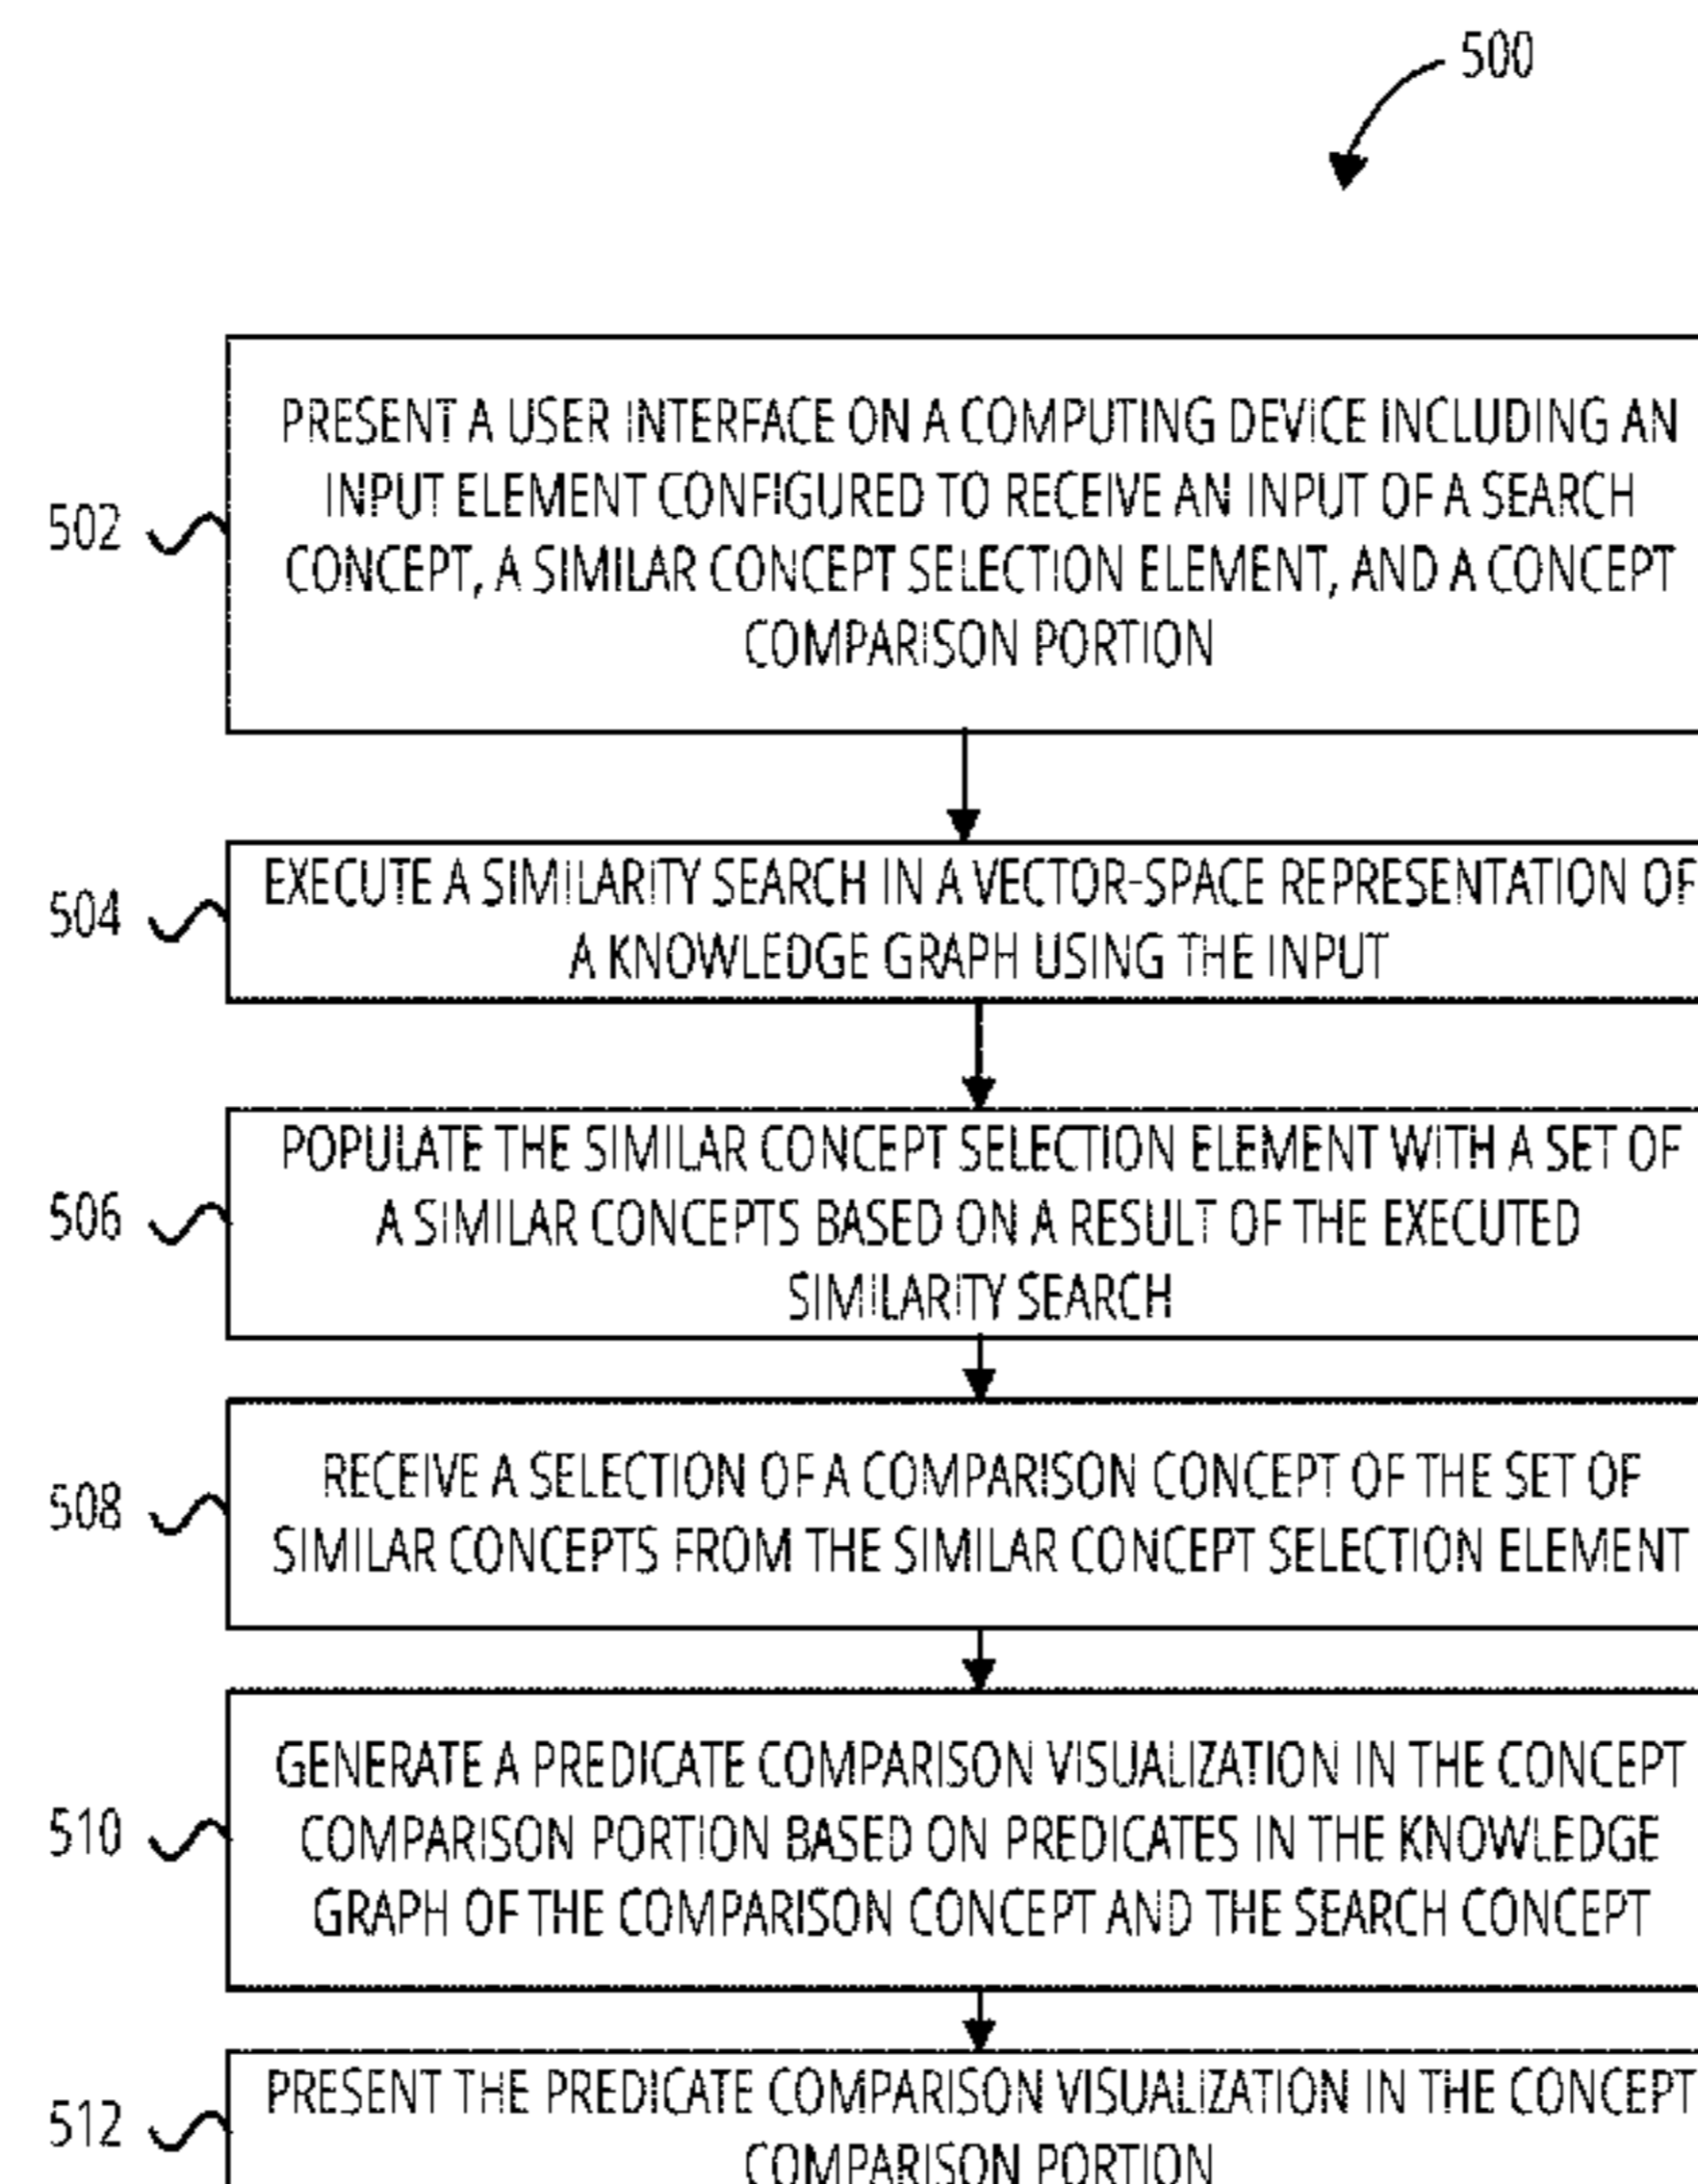 500
PRESENT A USER INTERFACE ON A COMPUTING DEVICE INCLUDING AN
INPUT ELEMENT CONFIGURED TO RECEIVE AN INPUT OF A SEARCH
CONCEPT, A SIMILAR CONCEPT SELECTION ELEMENT, AND A CONCEPT
COMPARISON PORTION
502
EXECUTE A SIMILARITY SEARCH IN A VECTOR-SPACE REPRESENTATION OF
A KNOWLEDGE GRAPH USING THE INPUT
504
POPULATE THE SIMILAR CONCEPT SELECTION ELEMENT WITH A SET OF
A SIMILAR CONCEPTS BASED ON A RESULT OF THE EXECUTED
SIMILARITY SEARCH
506
RECEIVE A SELECTION OF A COMPARISON CONCEPT OF THE SET OF
SIMILAR CONCEPTS FROM THE SIMILAR CONCEPT SELECTION ELEMENT
508
GENERATE A PREDICATE COMPARISON VISUALIZATION IN THE CONCEPT
COMPARISON PORTION BASED ON PREDICATES IN THE KNOWLEDGE
GRAPH OF THE COMPARISON CONCEPT AND THE SEARCH CONCEPT
510
PRESENT THE PREDICATE COMPARISON VISUALIZATION IN THE CONCEPT
COMPARISON PORTION
512